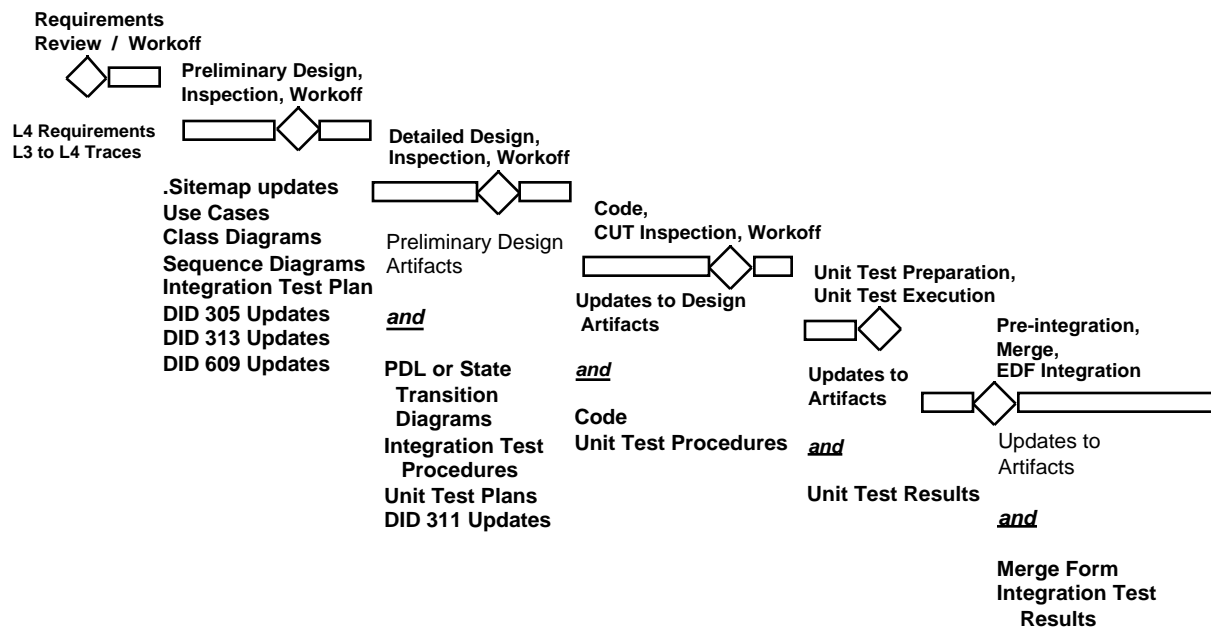 Requirements
Review / Workoff
L4 Requirements
L3 to L4 Traces
Preliminary Design,
Inspection, Workoff
.Sitemap updates
Use Cases
Class Diagrams
Sequence Diagrams
Integration Test Plan
DID 305 Updates
DID 313 Updates
DID 609 Updates
Detailed Design,
Inspection, Workoff
Preliminary Design
Artifacts
and
PDL or State
Transition
Diagrams
Integration Test
Procedures
Unit Test Plans
DID 311 Updates
Code,
CUT Inspection, Workoff
Updates to Design
Artifacts
and
Code
Unit Test Procedures
Unit Test Preparation,
Unit Test Execution
Updates to
Artifacts
and
Unit Test Results
Pre-integration,
Merge,
EDF Integration
Updates to
Artifacts
and
Merge Form
Integration Test
Results